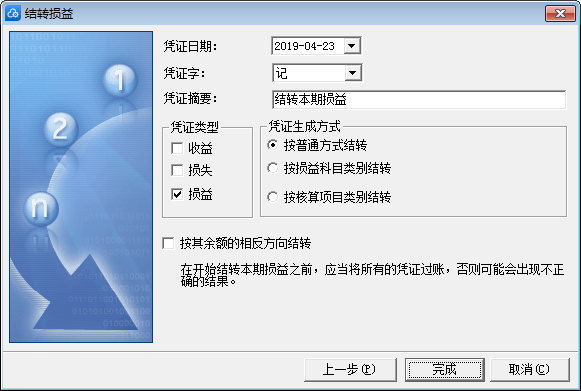 结转损益
凭证日期： 2019-04-23
凭证字： 记
凭证摘要： 结转本期损益
凭证类型
收益
损失
损益
凭证生成方式
按普通方式结转
按损益科目类别结转
按核算项目类别结转
按其余额的相反方向结转
在开始结转本期损益之前，应当将所有的凭证过账，否则可能会出现不正
确的结果。
1
2
n
上一步(P) 完成 取消(C)